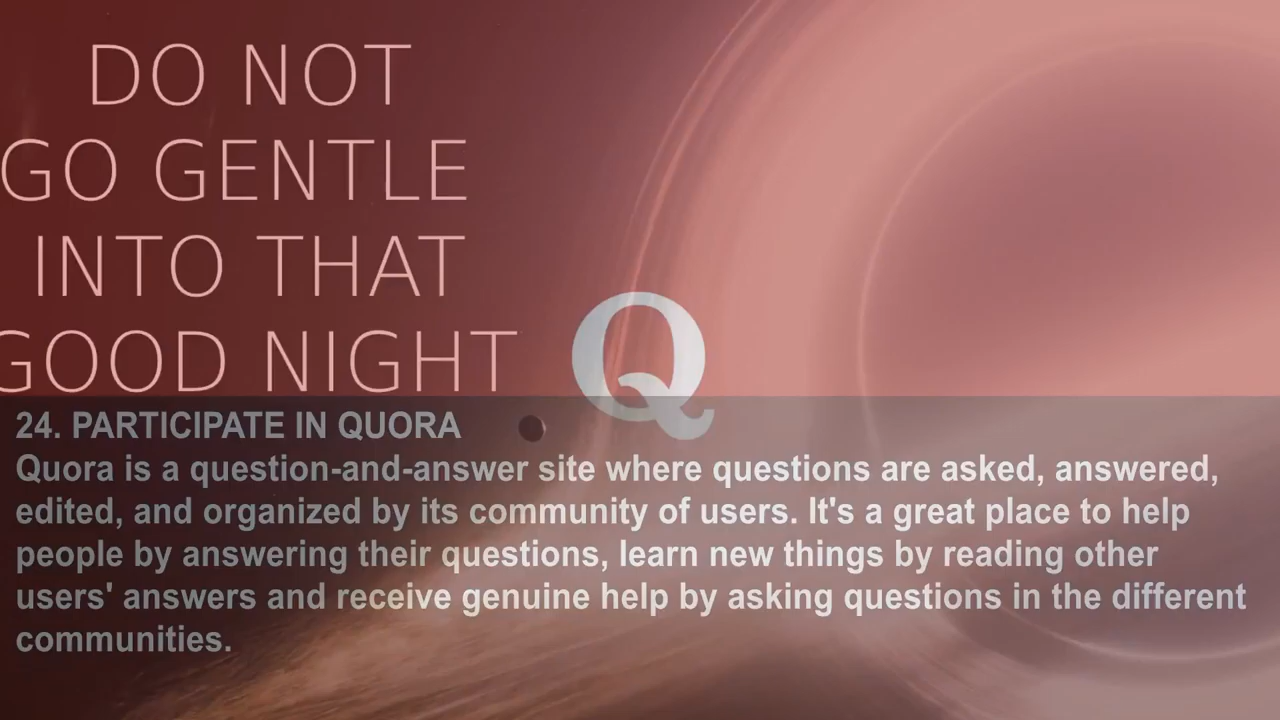 DO NOT
GO GENTLE
INTO THAT
GOOD NIGHT
Q
24. PARTICIPATE IN QUORA
Quora is a question-and-answer site where questions are asked, answered,
edited, and organized by its community of users. It's a great place to help
people by answering their questions, learn new things by reading other
users' answers and receive genuine help by asking questions in the different
communities.